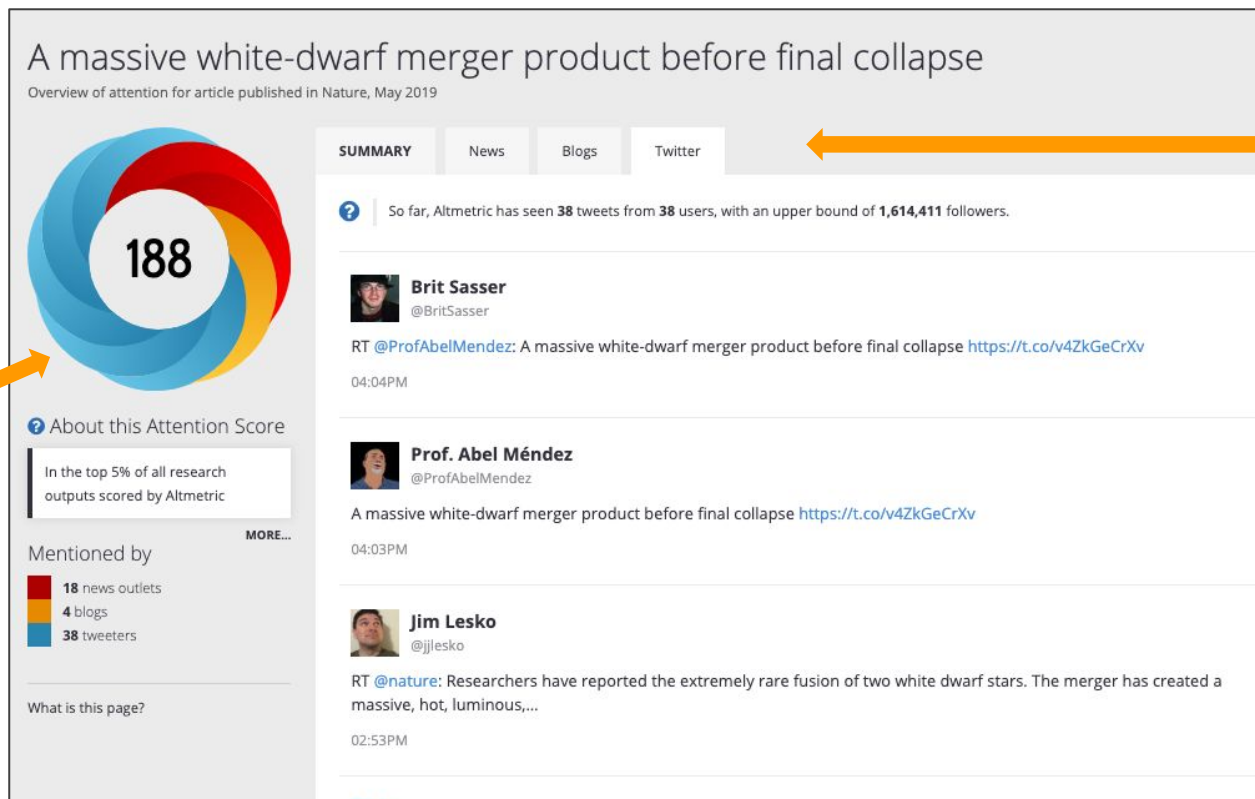 A massive white-dwarf merger product before final collapse
Overview of attention for article published in Nature, May 2019
188
? About this Attention Score
In the top 5% of all research
outputs scored by Altmetric
MORE...
Mentioned by
18 news outlets
4 blogs
38 tweeters
What is this page?
SUMMARY News Blogs Twitter
? So far, Altmetric has seen 38 tweets from 38 users, with an upper bound of 1,614,411 followers.
Brit Sasser
@BritSasser
RT @ProfAbelMendez: A massive white-dwarf merger product before final collapse https://t.co/v4ZkGeCrXv
04:04PM
Prof. Abel Méndez
@ProfAbelMendez
A massive white-dwarf merger product before final collapse https://t.co/v4ZkGeCrXv
04:03PM
Jim Lesko
@jjlesko
RT @nature: Researchers have reported the extremely rare fusion of two white dwarf stars. The merger has created a
massive, hot, luminous,...
02:53PM